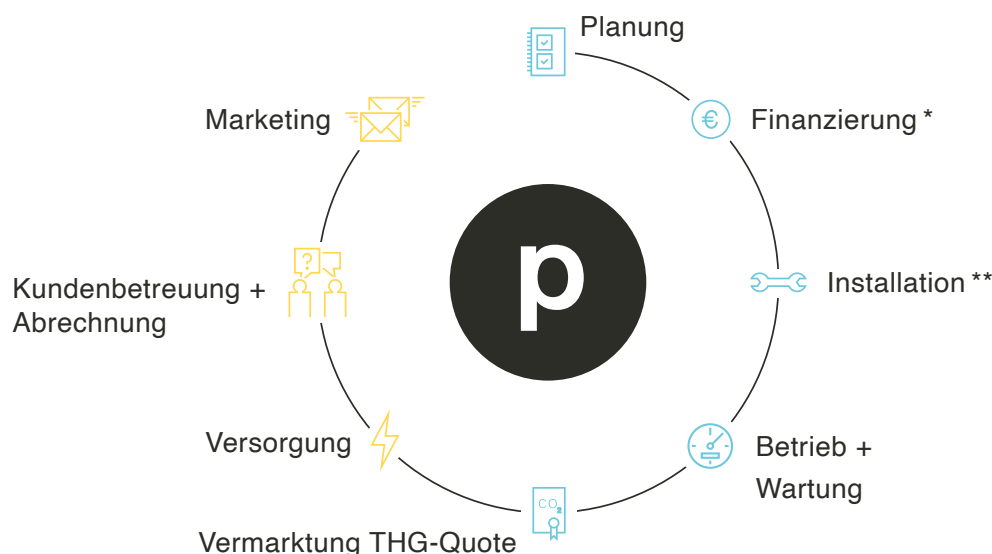 Planung
Finanzierung *
Installation **
Betrieb +
Wartung
CO2
Vermarktung THG-Quote
Versorgung
Kundenbetreuung +
Abrechnung
?
Marketing
€
p